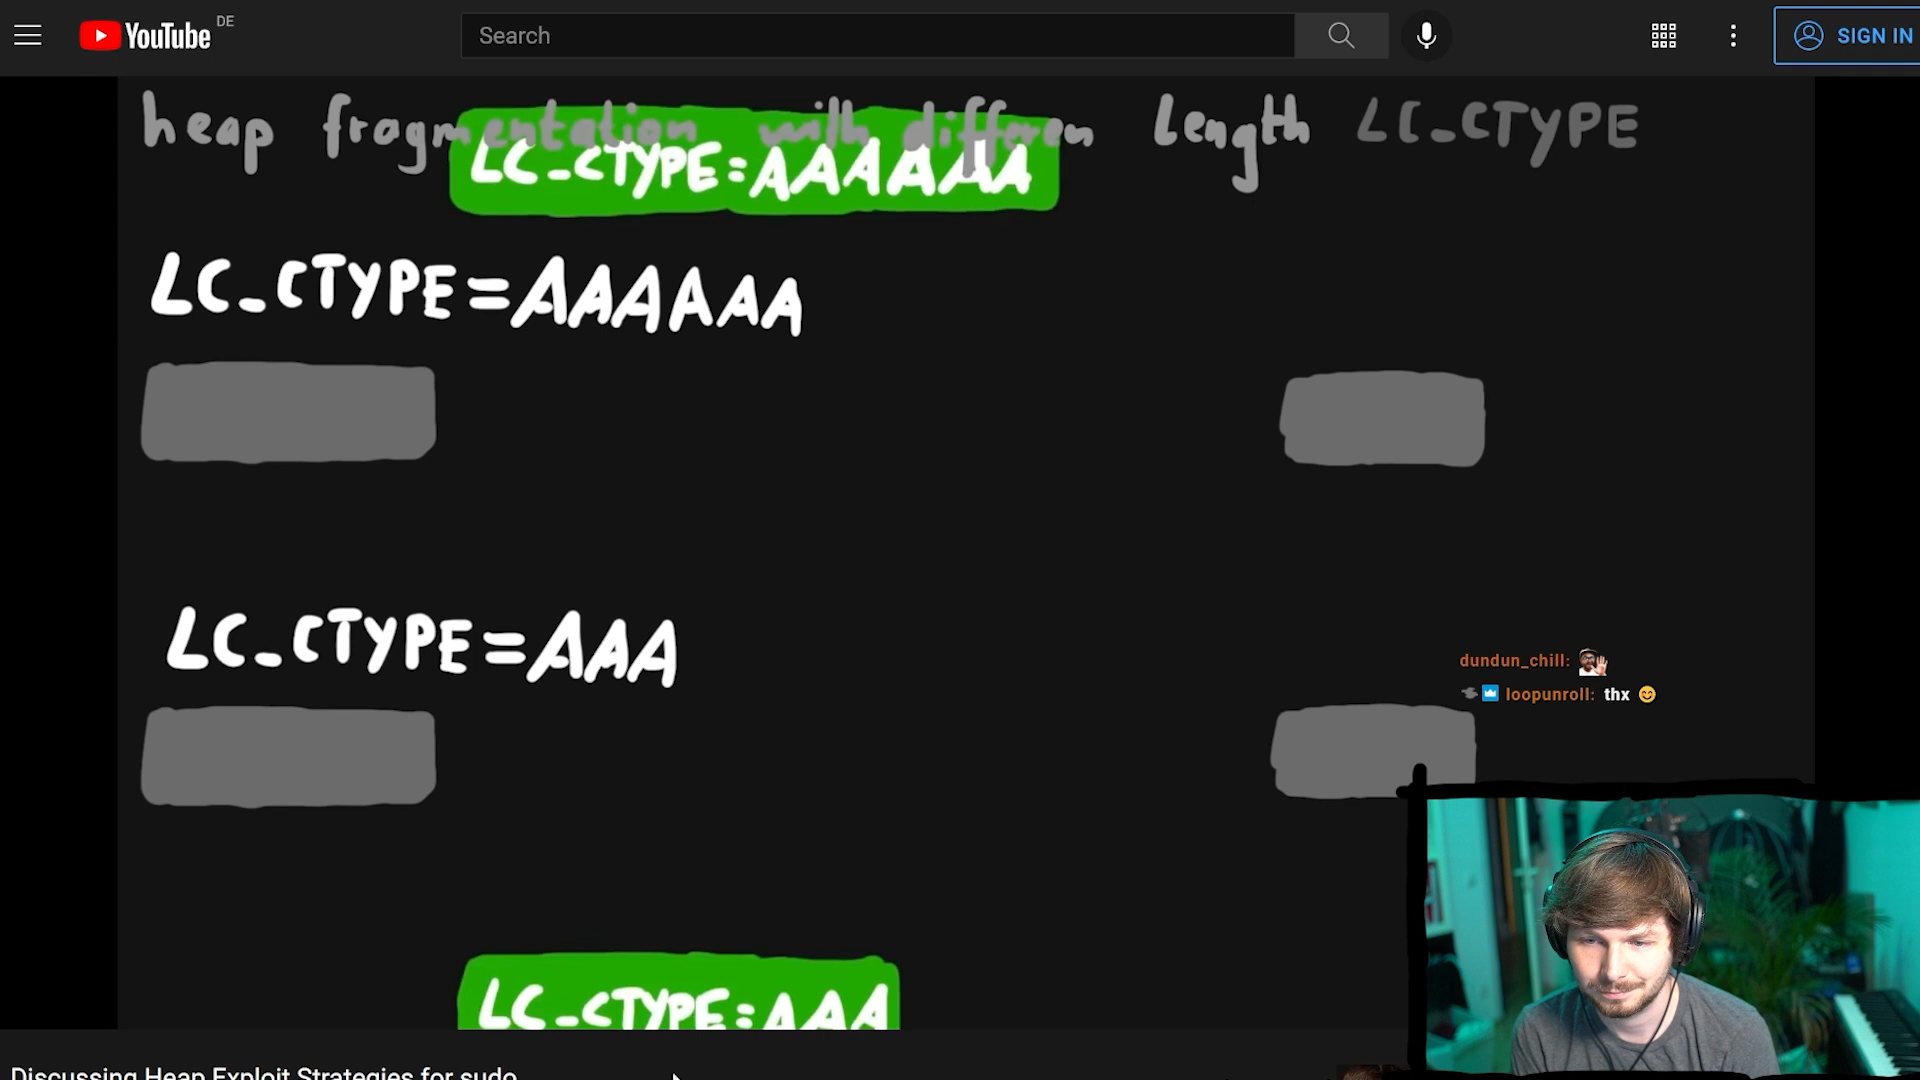 YouTube DE
Search
SIGN IN
heap fragmentation with differen Length LC_CTYPE
LC_CTYPE=AAAAAA
LC_CTYPE=AAAAAA
LC_CTYPE=AAA
dundun_chill:
loopunroll: thx 😊
LC_CTYPE=AAA
Discussing Heap Exploit Strategies for sudo